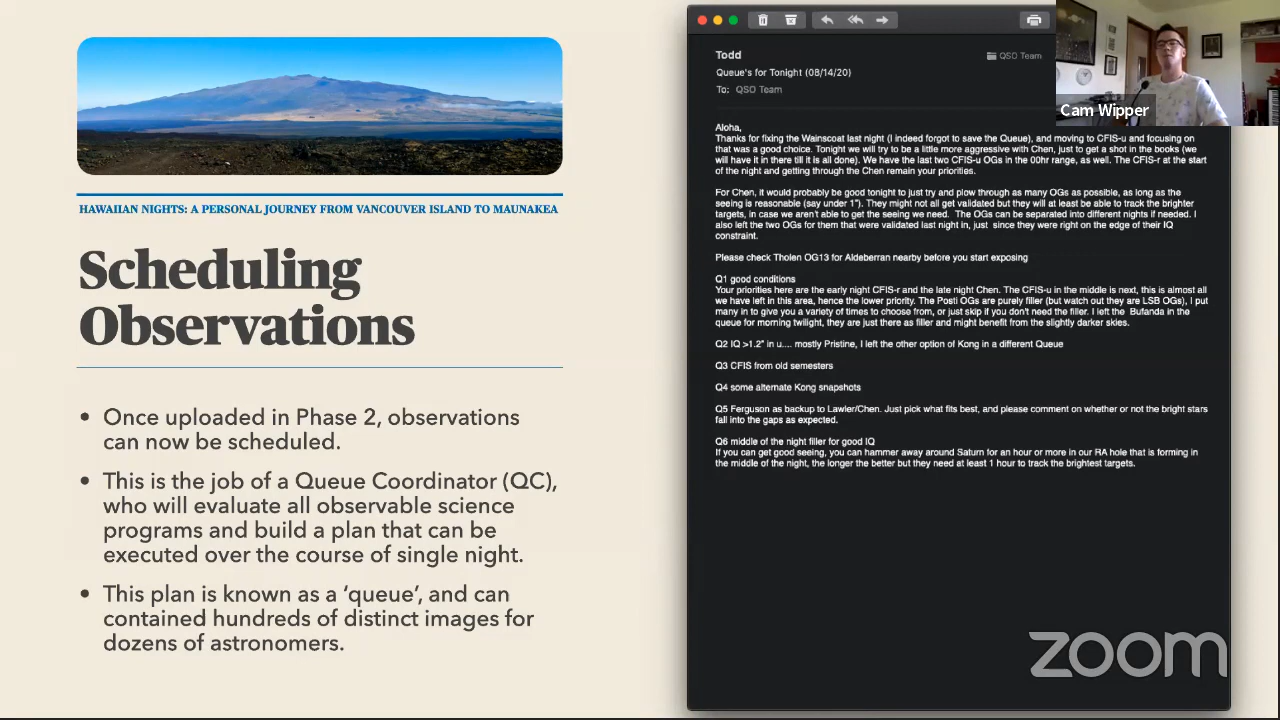 HAWAIIAN NIGHTS: A PERSONAL JOURNEY FROM VANCOUVER ISLAND TO MAUNAKEA
Scheduling
Observations
• Once uploaded in Phase 2, observations
can now be scheduled.
• This is the job of a Queue Coordinator (QC),
who will evaluate all observable science
programs and build a plan that can be
executed over the course of single night.
• This plan is known as a ‘queue’, and can
contained hundreds of distinct images for
dozens of astronomers.
Todd
QSO Team
Queue's for Tonight (08/14/20)
To: QSO Team
Aloha,
Thanks for fixing the Wainscoat last night (I indeed forgot to save the Queue), and moving to CFIS-u and focusing on
that was a good choice. Tonight we will try to be a little more aggressive with Chen, just to get a shot in the books (we
will have it in there till it is all done). We have the last two CFIS-u OGs in the 00hr range, as well. The CFIS-r at the start
of the night and getting through the Chen remain your priorities.
For Chen, it would probably be good tonight to just try and plow through as many OGs as possible, as long as the
seeing is reasonable (say under 1"). They might not all get validated but they will at least be able to track the brighter
targets, in case we aren't able to get the seeing we need. The OGs can be separated into different nights if needed. I
also left the two OGs for them that were validated last night in, just since they were right on the edge of their IQ
constraint.
Please check Tholen OG13 for Aldeberran nearby before you start exposing
Q1 good conditions
Your priorities here are the early night CFIS-r and the late night Chen. The CFIS-u in the middle is next, this is almost all
we have left in this area, hence the lower priority. The Posti OGs are purely filler (but watch out they are LSB OGs), I put
many in to give you a variety of times to choose from, or just skip if you don't need the filler. I left the Bufanda in the
queue for morning twilight, they are just there as filler and might benefit from the slightly darker skies.
Q2 IQ >1.2" in u.... mostly Pristine, I left the other option of Kong in a different Queue
Q3 CFIS from old semesters
Q4 some alternate Kong snapshots
Q5 Ferguson as backup to Lawler/Chen. Just pick what fits best, and please comment on whether or not the bright stars
fall into the gaps as expected.
Q6 middle of the night filler for good IQ
If you can get good seeing, you can hammer away around Saturn for an hour or more in our RA hole that is forming in
the middle of the night, the longer the better but they need at least 1 hour to track the brightest targets.
Cam Wipper
zoom